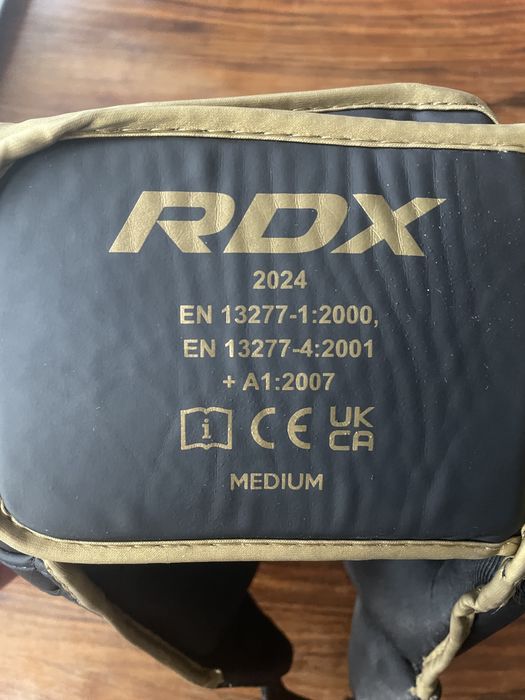 RDX
2024
EN 13277-1:2000,
EN 13277-4:2001
+ A1:2007
i CE UK
CA
MEDIUM